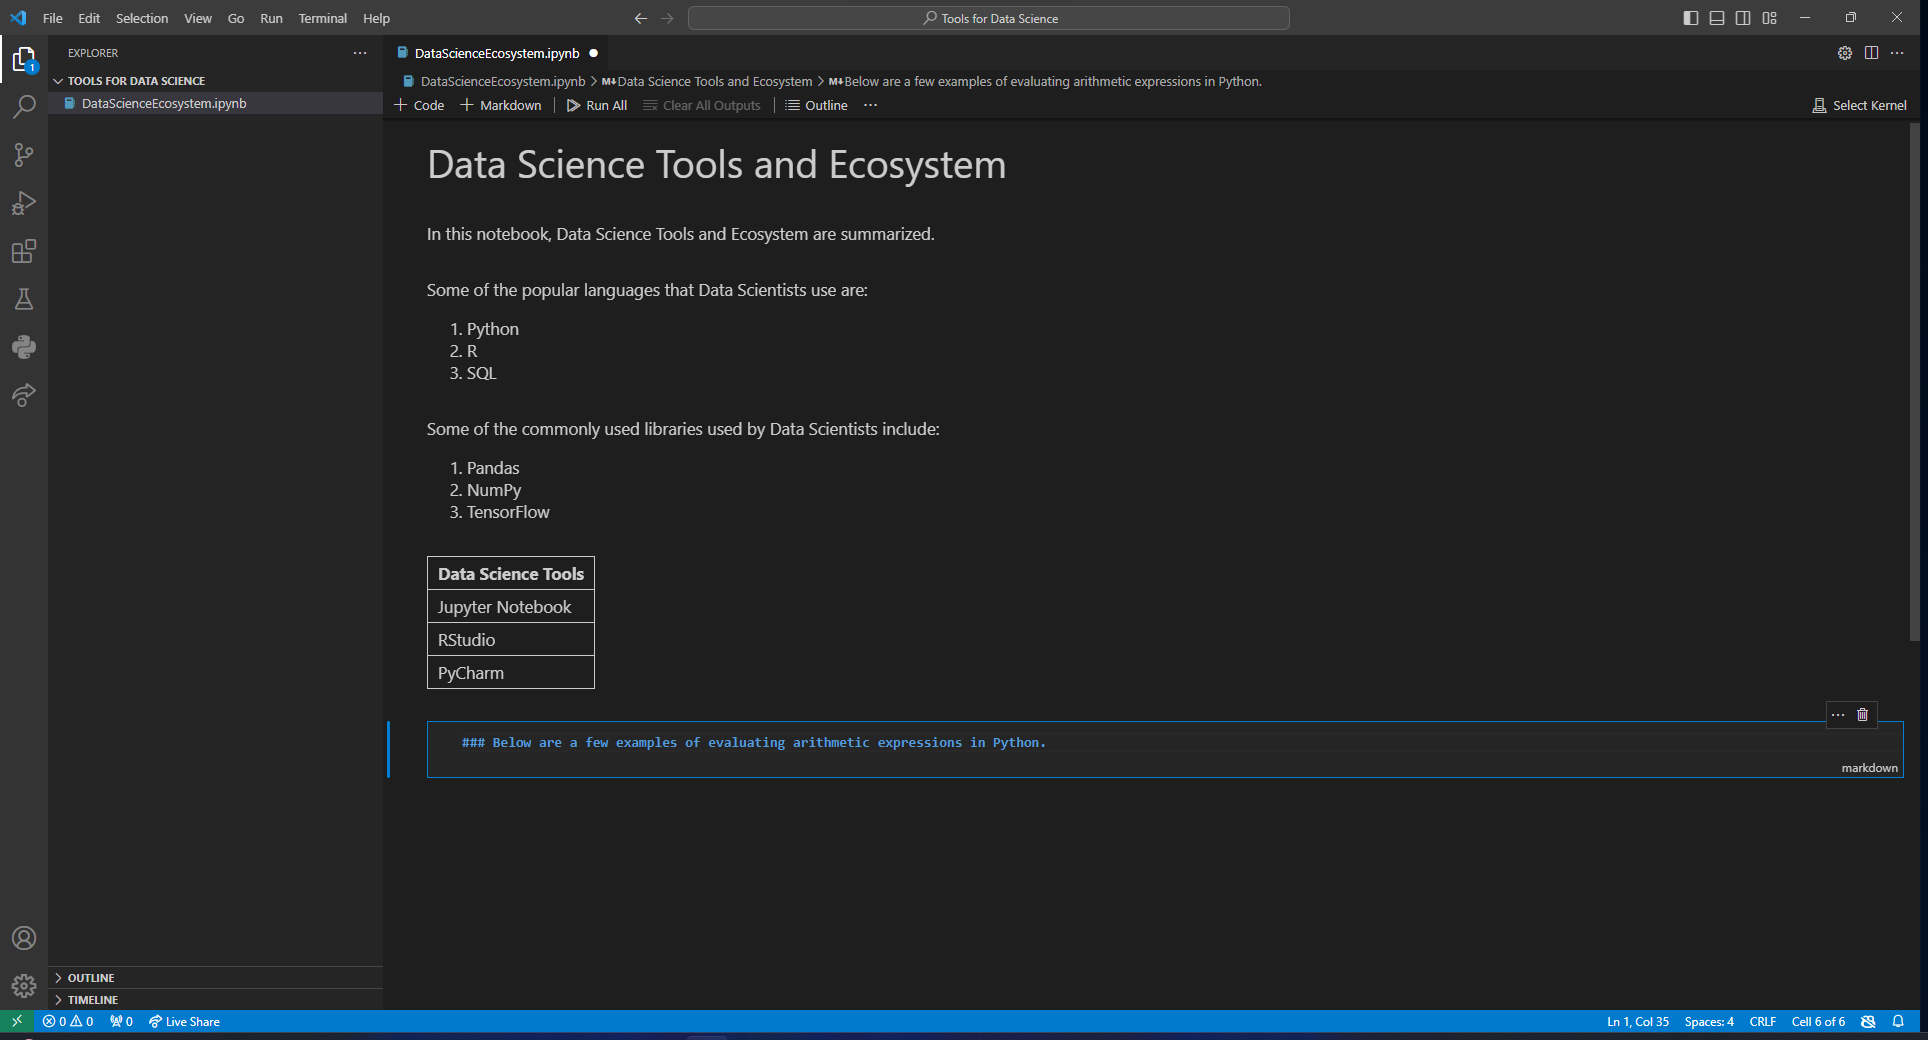 File Edit Selection View Go Run Terminal Help
Tools for Data Science
EXPLORER
DataScienceEcosystem.ipynb
1
TOOLS FOR DATA SCIENCE
DataScienceEcosystem.ipynb > M↓Data Science Tools and Ecosystem > M↓Below are a few examples of evaluating arithmetic expressions in Python.
DataScienceEcosystem.ipynb
+ Code + Markdown Run All Clear All Outputs Outline ...
Select Kernel
Data Science Tools and Ecosystem
In this notebook, Data Science Tools and Ecosystem are summarized.
Some of the popular languages that Data Scientists use are:
1. Python
2. R
3. SQL
Some of the commonly used libraries used by Data Scientists include:
1. Pandas
2. NumPy
3. TensorFlow
Data Science Tools
Jupyter Notebook
RStudio
PyCharm
### Below are a few examples of evaluating arithmetic expressions in Python.
markdown
OUTLINE
TIMELINE
0 0 0 Live Share
Ln 1, Col 35 Spaces: 4 CRLF Cell 6 of 6